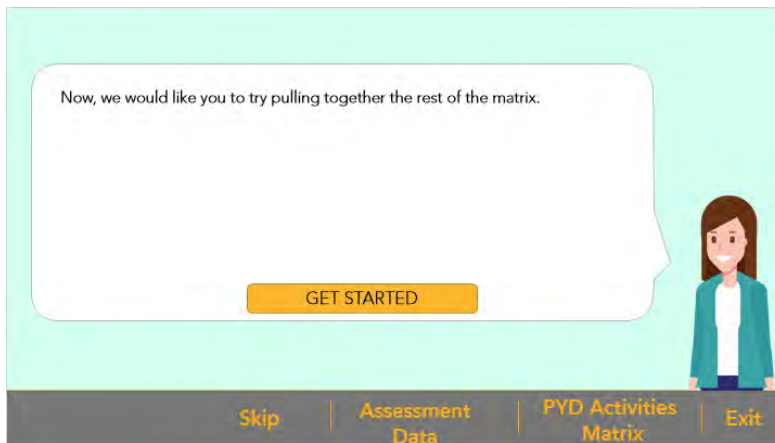 Now, we would like you to try pulling together the rest of the matrix.
GET STARTED
Skip
Assessment
Data
PYD Activities
Matrix
Exit